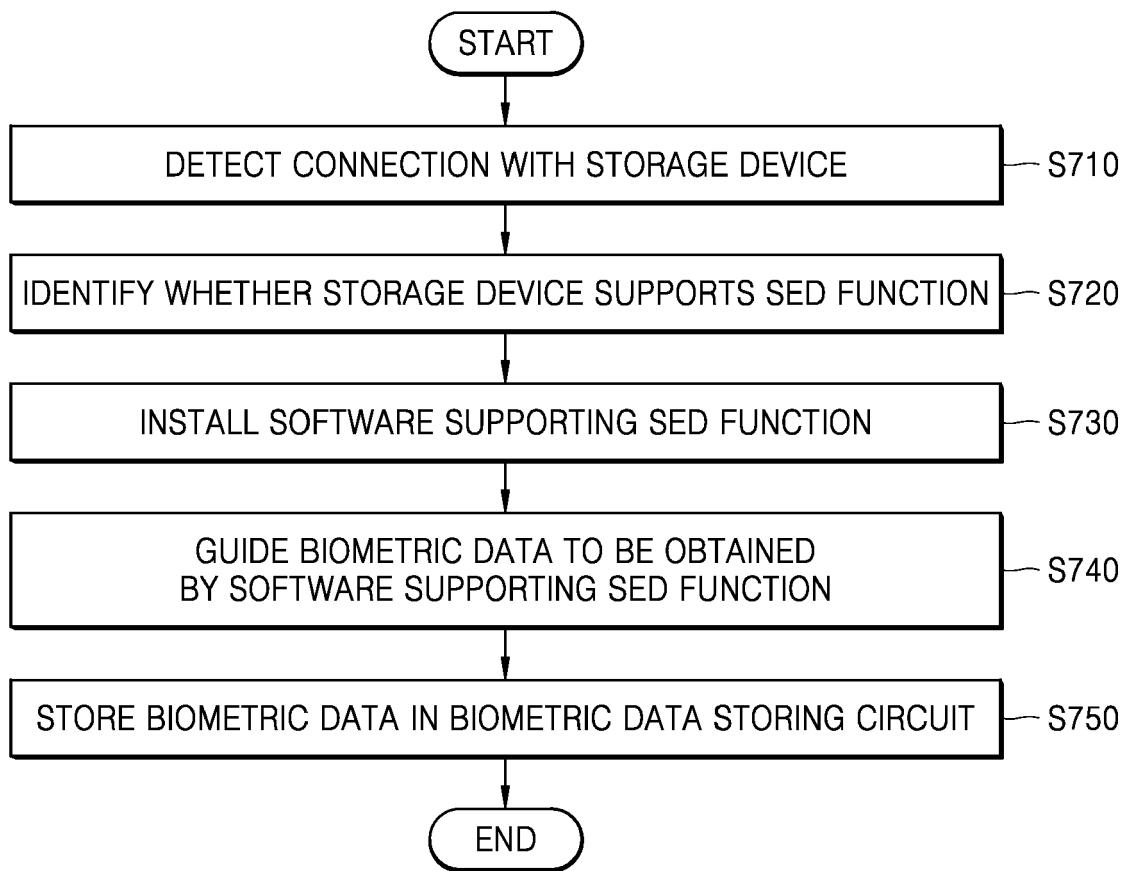 START
DETECT CONNECTION WITH STORAGE DEVICE
S710
IDENTIFY WHETHER STORAGE DEVICE SUPPORTS SED FUNCTION
S720
INSTALL SOFTWARE SUPPORTING SED FUNCTION
S730
GUIDE BIOMETRIC DATA TO BE OBTAINED
BY SOFTWARE SUPPORTING SED FUNCTION
S740
STORE BIOMETRIC DATA IN BIOMETRIC DATA STORING CIRCUIT
S750
END